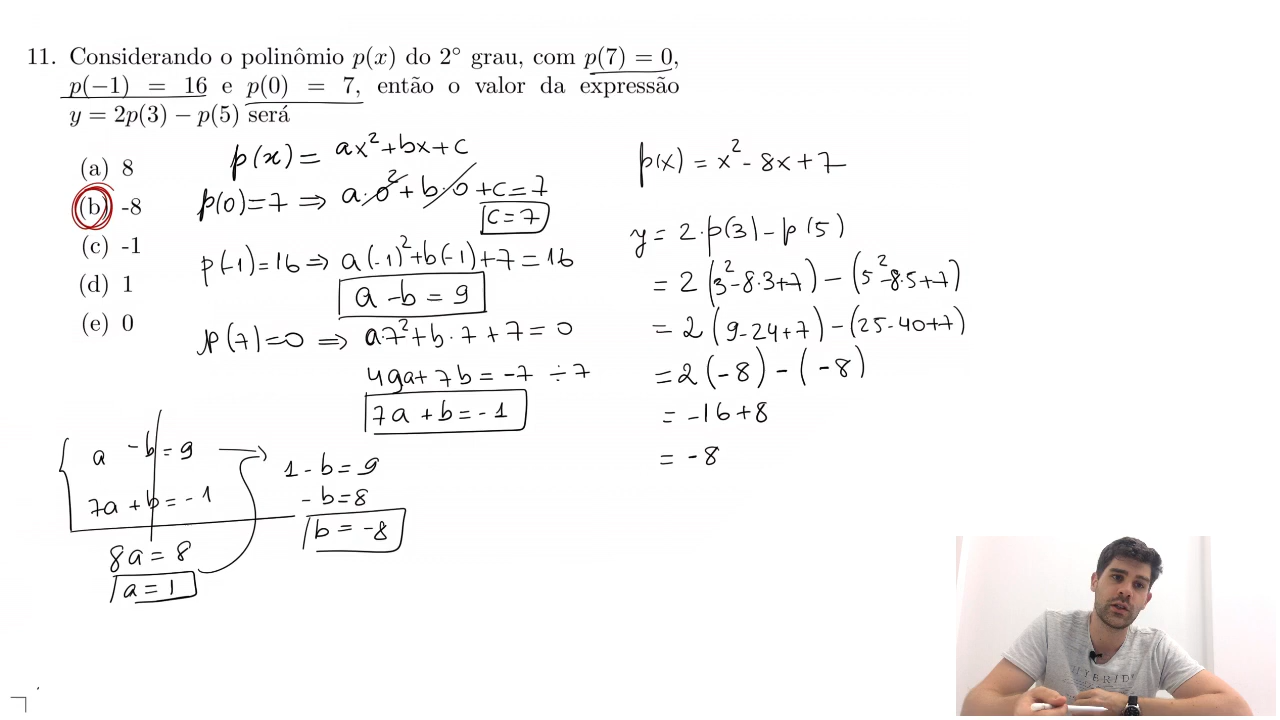 11. Considerando o polinômio p(x) do 2° grau, com p(7) = 0,
p(−1) = 16 e p(0) = 7, então o valor da expressão
y = 2p(3) − p(5) será
(a) 8
(b) -8
(c) -1
(d) 1
(e) 0
p(x) = ax²+bx+c
p(0)=7 ⇒ a·0²+b·0+c=7
c=7
p(-1)=16 ⇒ a(-1)²+b(-1)+7=16
a -b = 9
p(7)=0 ⇒ a·7²+b·7+7=0
49a+7b=-7 ÷7
7a+b=-1
a -b=9
7a+b=-1
8a=8
a=1
1-b=9
-b=8
b=-8
p(x) = x²-8x+7
y = 2·p(3)-p(5)
= 2(3²-8·3+7)-(5²-8·5+7)
= 2(9-24+7)-(25-40+7)
=2(-8)-(-8)
= -16+8
= -8
HYBRID